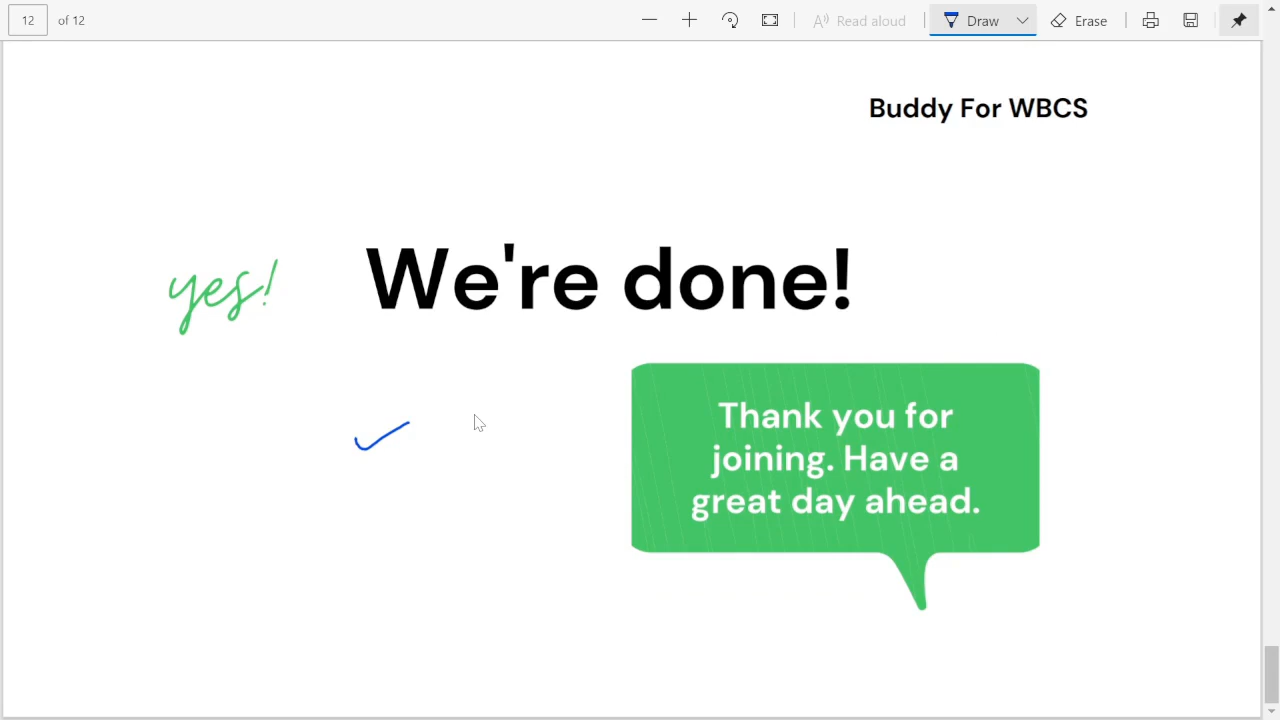 12 of 12
Read aloud
Draw
Erase
Buddy For WBCS
yes!
We're done!
Thank you for
joining. Have a
great day ahead.